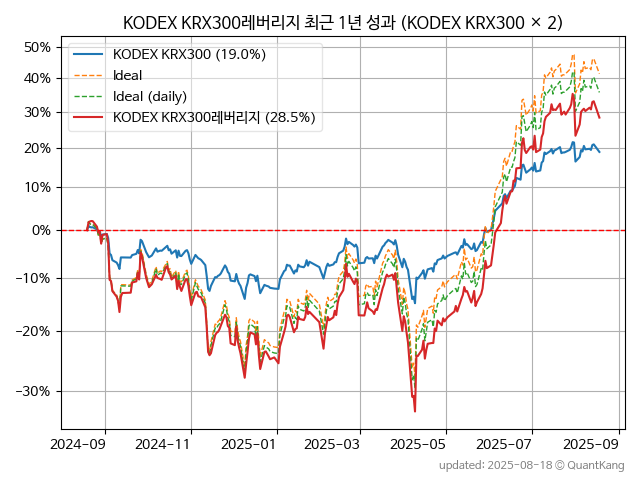 KODEX KRX300레버리지 최근 1년 성과 (KODEX KRX300 × 2)
50%
40%
30%
20%
10%
0%
−10%
−20%
−30%
KODEX KRX300 (19.0%)
Ideal
Ideal (daily)
KODEX KRX300레버리지 (28.5%)
2024-09
2024-11
2025-01
2025-03
2025-05
2025-07
2025-09
updated: 2025-08-18 © QuantKang